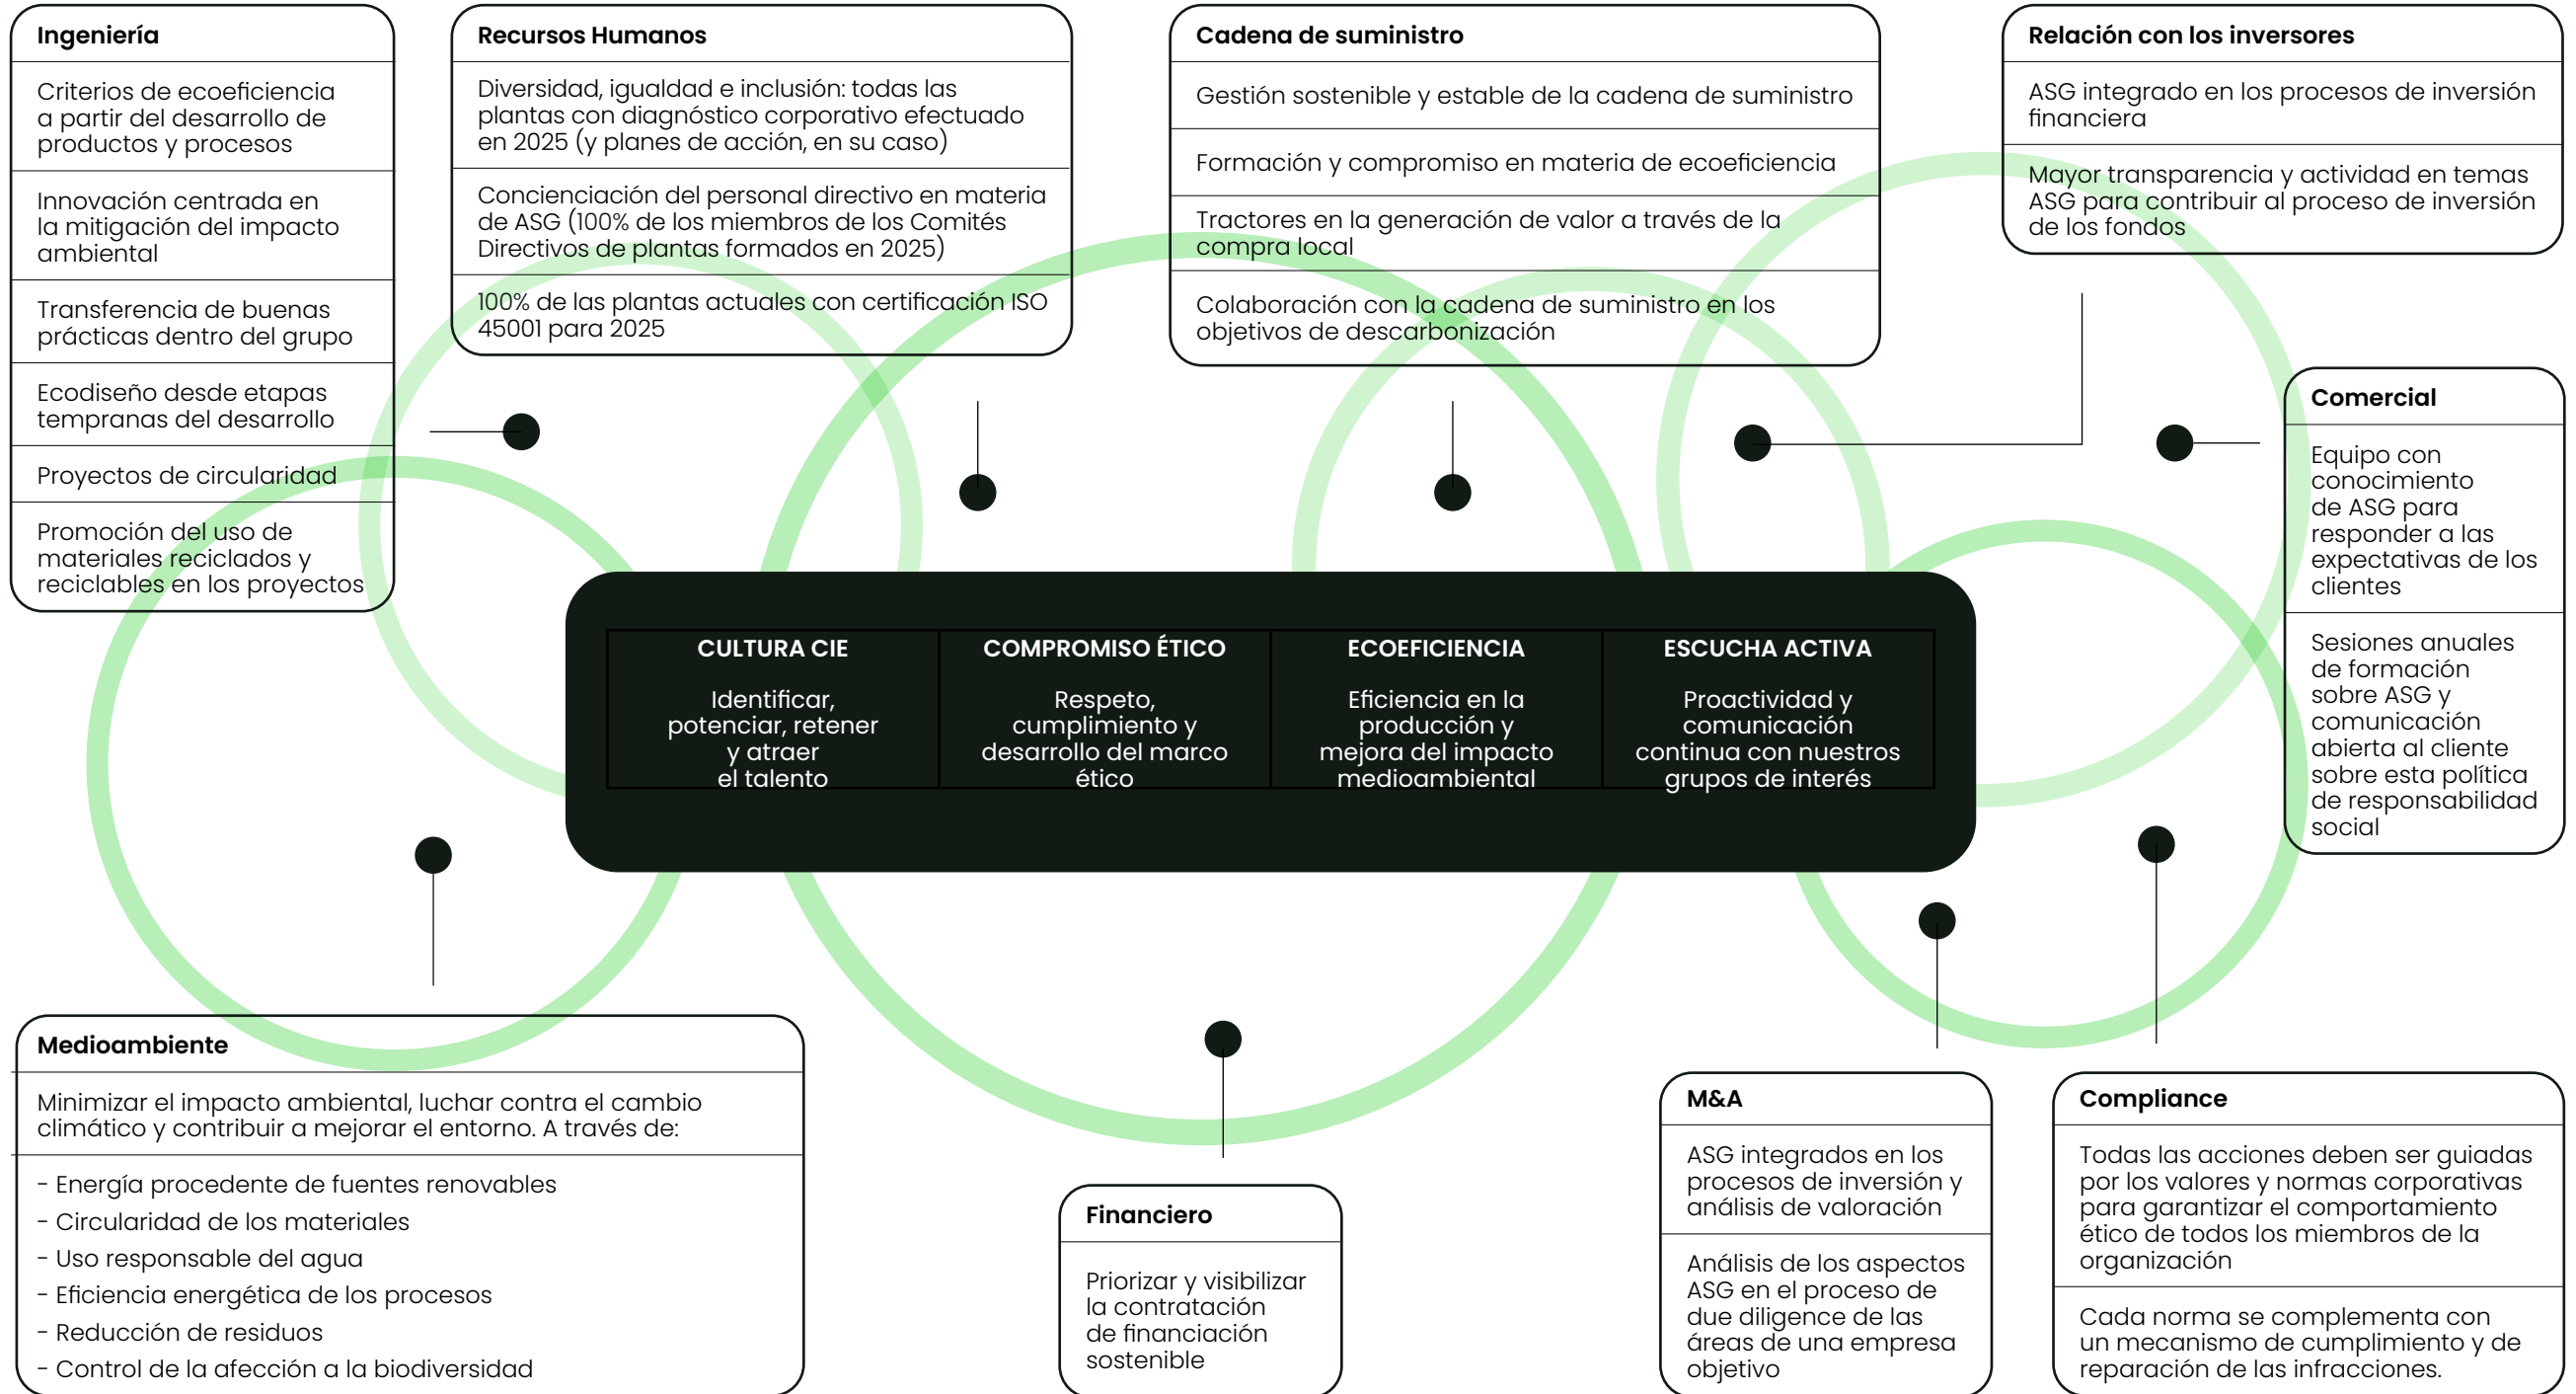 Ingeniería
Criterios de ecoeficiencia
a partir del desarrollo de
productos y procesos
Innovación centrada en
la mitigación del impacto
ambiental
Transferencia de buenas
prácticas dentro del grupo
Ecodiseño desde etapas
tempranas del desarrollo
Proyectos de circularidad
Promoción del uso de
materiales reciclados y
reciclables en los proyectos
Recursos Humanos
Diversidad, igualdad e inclusión: todas las
plantas con diagnóstico corporativo efectuado
en 2025 (y planes de acción, en su caso)
Concienciación del personal directivo en materia
de ASG (100% de los miembros de los Comités
Directivos de plantas formados en 2025)
100% de las plantas actuales con certificación ISO
45001 para 2025
Cadena de suministro
Gestión sostenible y estable de la cadena de suministro
Formación y compromiso en materia de ecoeficiencia
Tractores en la generación de valor a través de la
compra local
Colaboración con la cadena de suministro en los
objetivos de descarbonización
Relación con los inversores
ASG integrado en los procesos de inversión
financiera
Mayor transparencia y actividad en temas
ASG para contribuir al proceso de inversión
de los fondos
Comercial
Equipo con
conocimiento
de ASG para
responder a las
expectativas de los
clientes
Sesiones anuales
de formación
sobre ASG y
comunicación
abierta al cliente
sobre esta política
de responsabilidad
social
CULTURA CIE
Identificar,
potenciar, retener
y atraer
el talento
COMPROMISO ÉTICO
Respeto,
cumplimiento y
desarrollo del marco
ético
ECOEFICIENCIA
Eficiencia en la
producción y
mejora del impacto
medioambiental
ESCUCHA ACTIVA
Proactividad y
comunicación
continua con nuestros
grupos de interés
Medioambiente
Minimizar el impacto ambiental, luchar contra el cambio
climático y contribuir a mejorar el entorno. A través de:
- Energía procedente de fuentes renovables
- Circularidad de los materiales
- Uso responsable del agua
- Eficiencia energética de los procesos
- Reducción de residuos
- Control de la afección a la biodiversidad
Financiero
Priorizar y visibilizar
la contratación
de financiación
sostenible
M&A
ASG integrados en los
procesos de inversión y
análisis de valoración
Análisis de los aspectos
ASG en el proceso de
due diligence de las
áreas de una empresa
objetivo
Compliance
Todas las acciones deben ser guiadas
por los valores y normas corporativas
para garantizar el comportamiento
ético de todos los miembros de la
organización
Cada norma se complementa con
un mecanismo de cumplimiento y de
reparación de las infracciones.